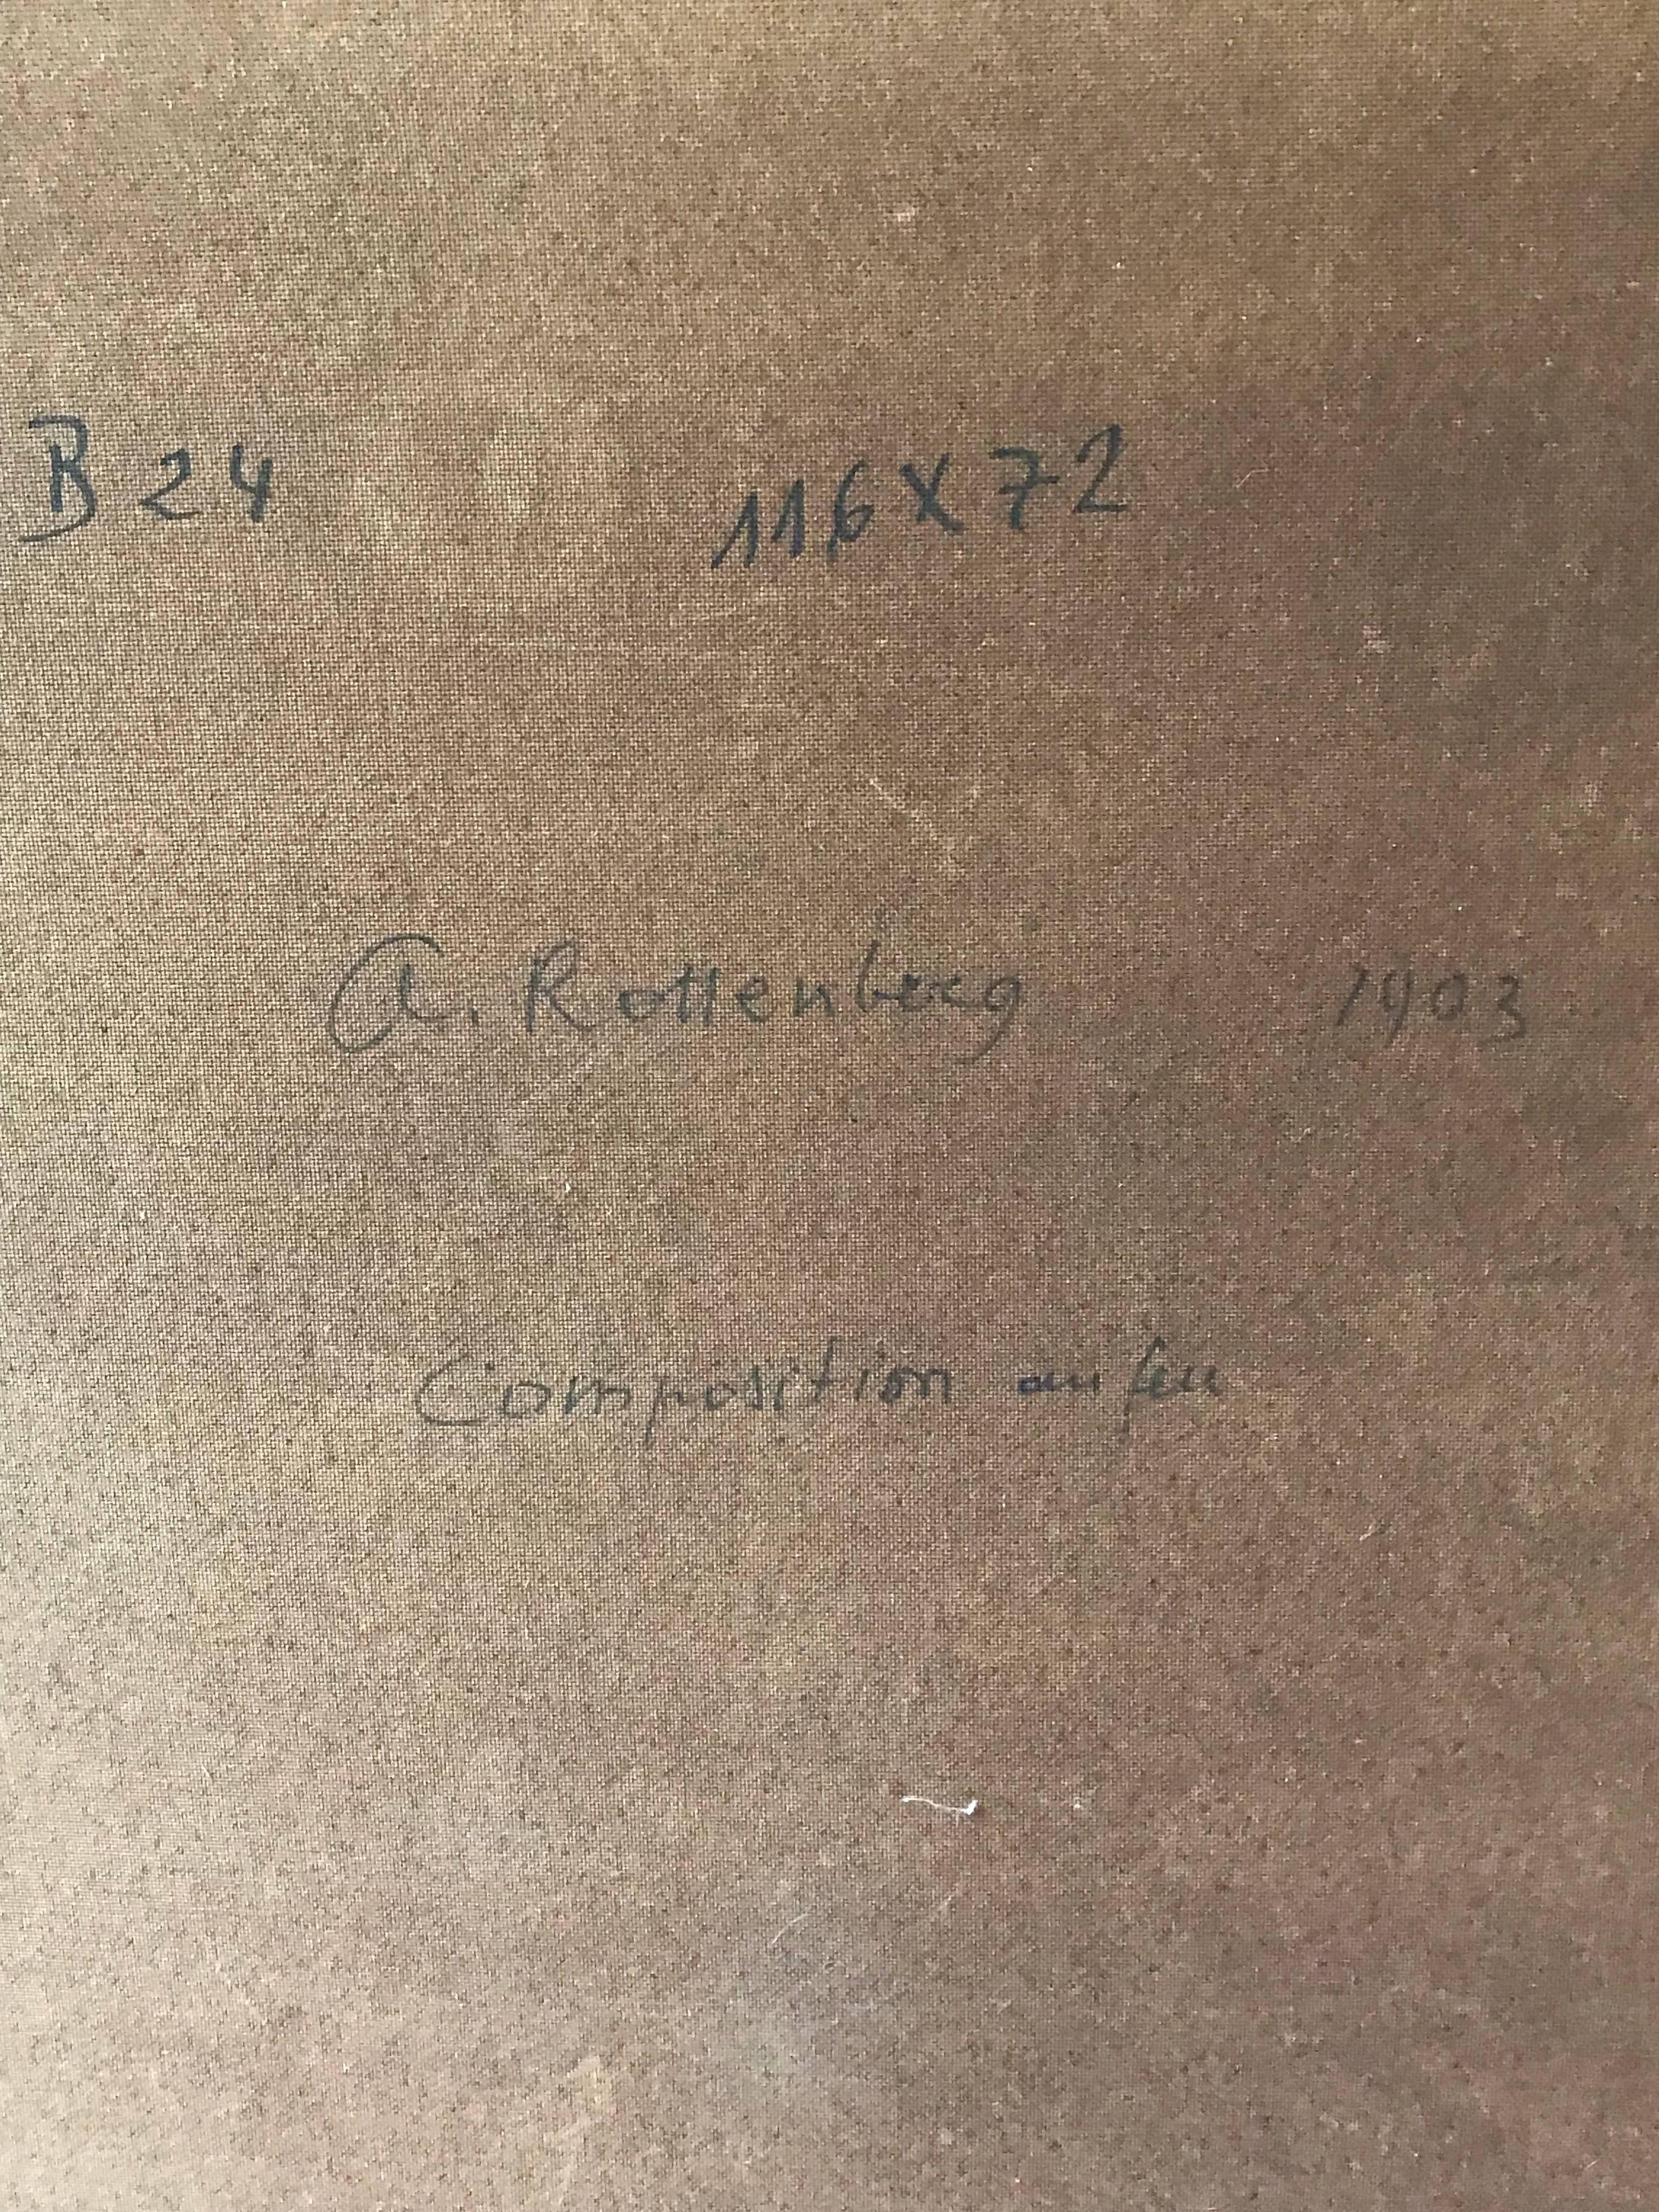 B 24 116 X 72
A. Rottenberg 1903
Composition au feu